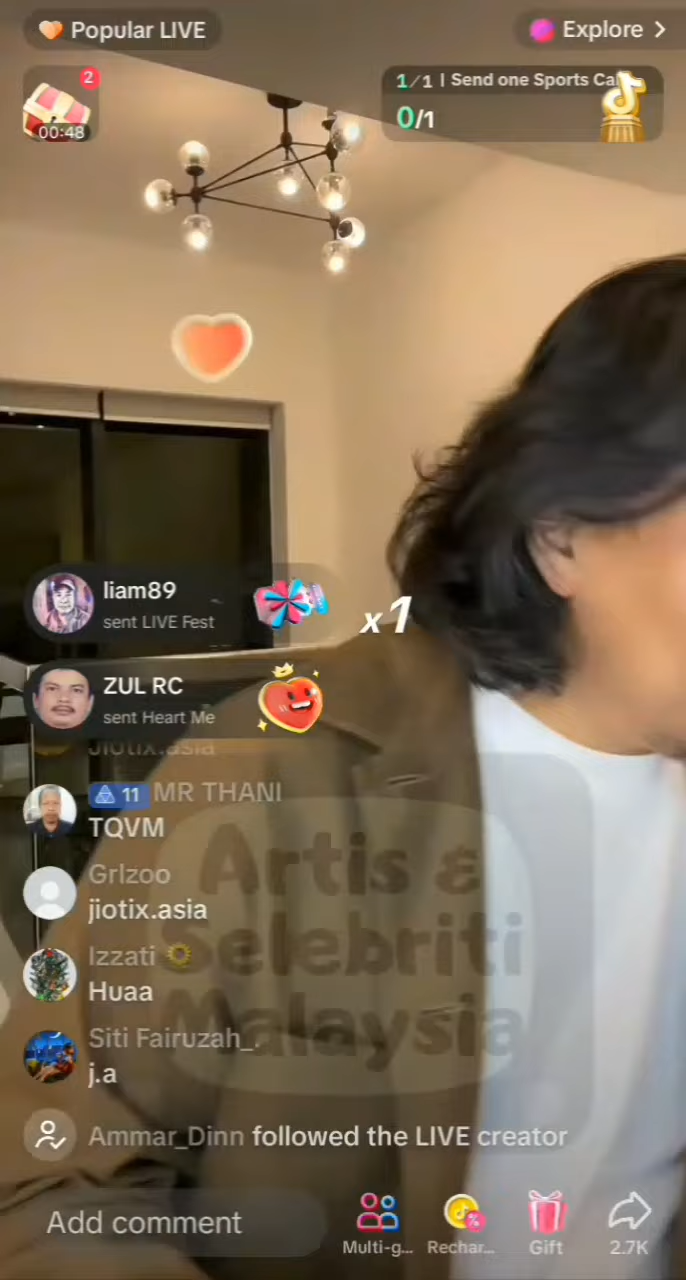 Popular LIVE
Explore
2
00:48
1/1 | Send one Sports Ca
0/1
liam89
sent LIVE Fest
x1
ZUL RC
sent Heart Me
jiotix.asia
11 MR THANI
TQVM
Grlzoo
jiotix.asia
Izzati
Huaa
Siti Fairuzah_.
j.a
Artis &
Selebriti
Malaysia
Ammar_Dinn followed the LIVE creator
Add comment
Multi-g...
Rechar...
Gift
2.7K